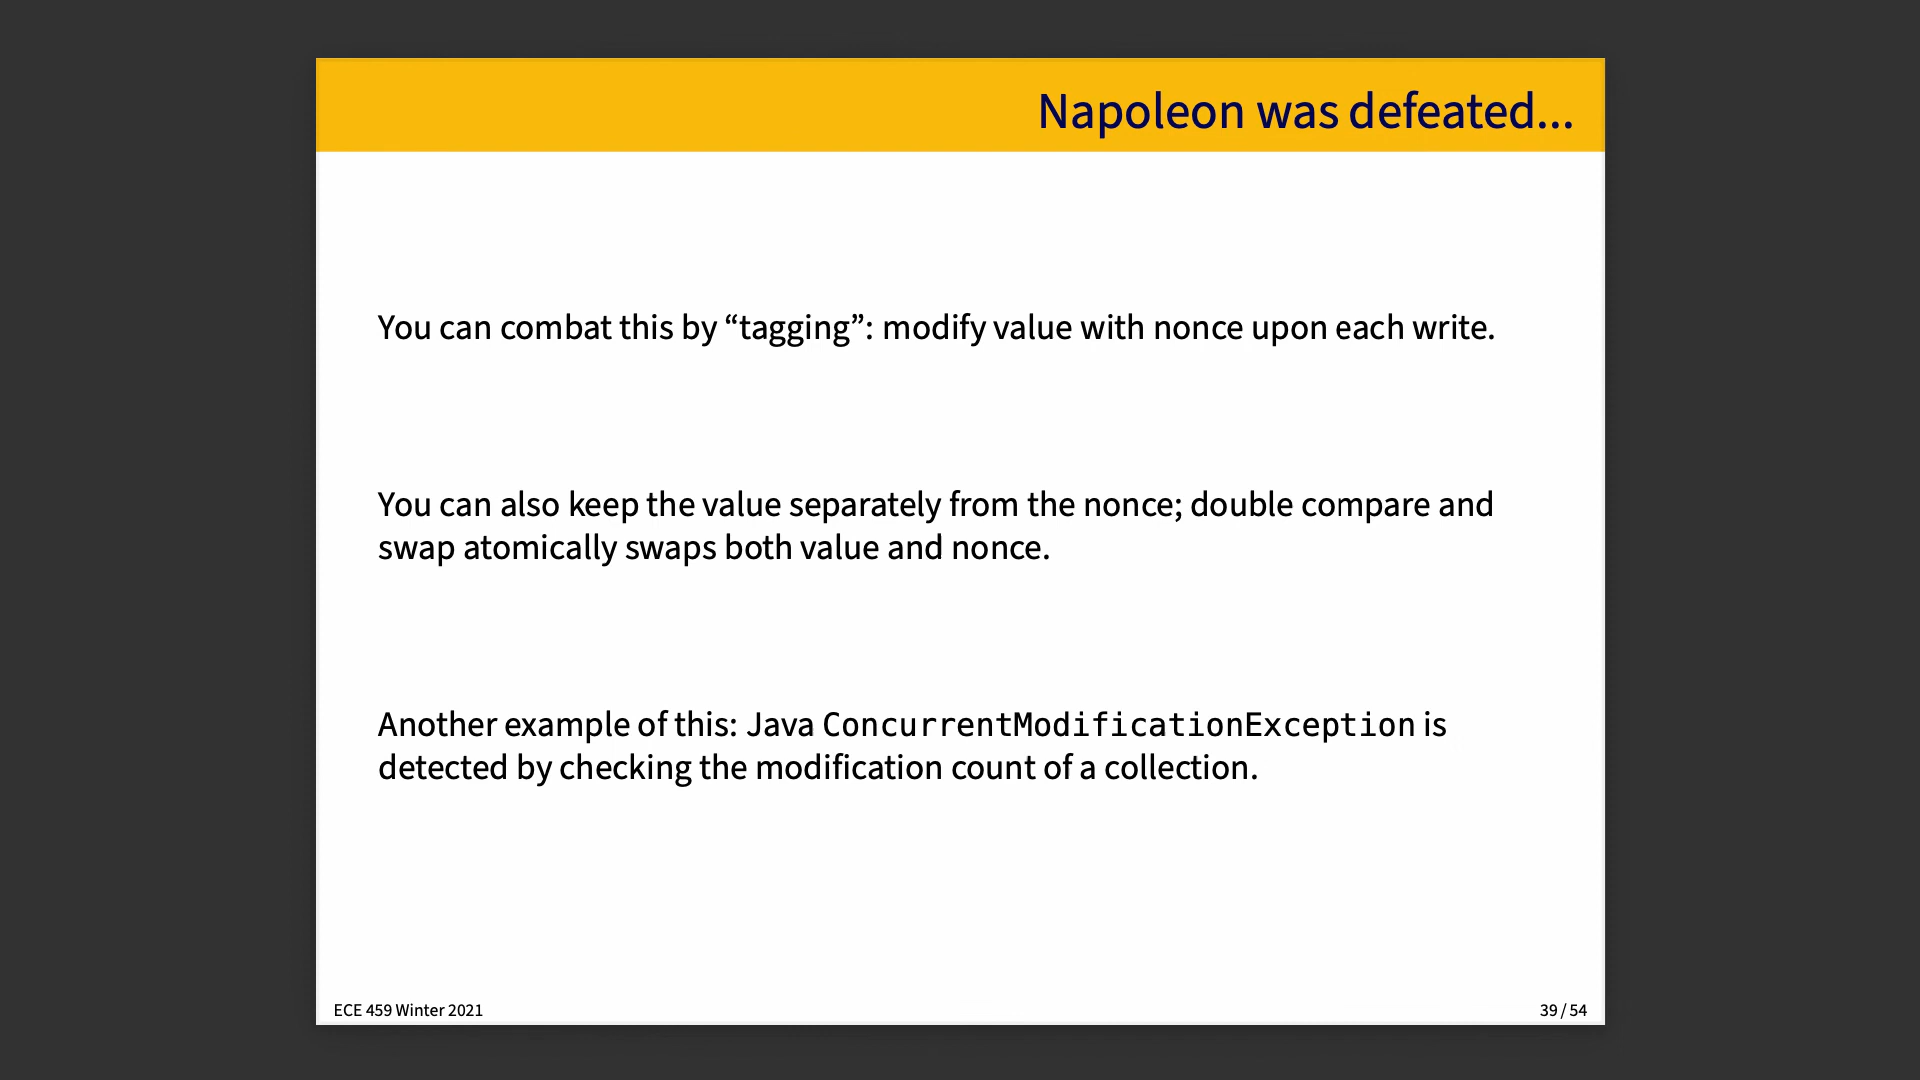 Napoleon was defeated...
You can combat this by “tagging”: modify value with nonce upon each write.
You can also keep the value separately from the nonce; double compare and
swap atomically swaps both value and nonce.
Another example of this: Java ConcurrentModificationException is
detected by checking the modification count of a collection.
ECE 459 Winter 2021
39 / 54